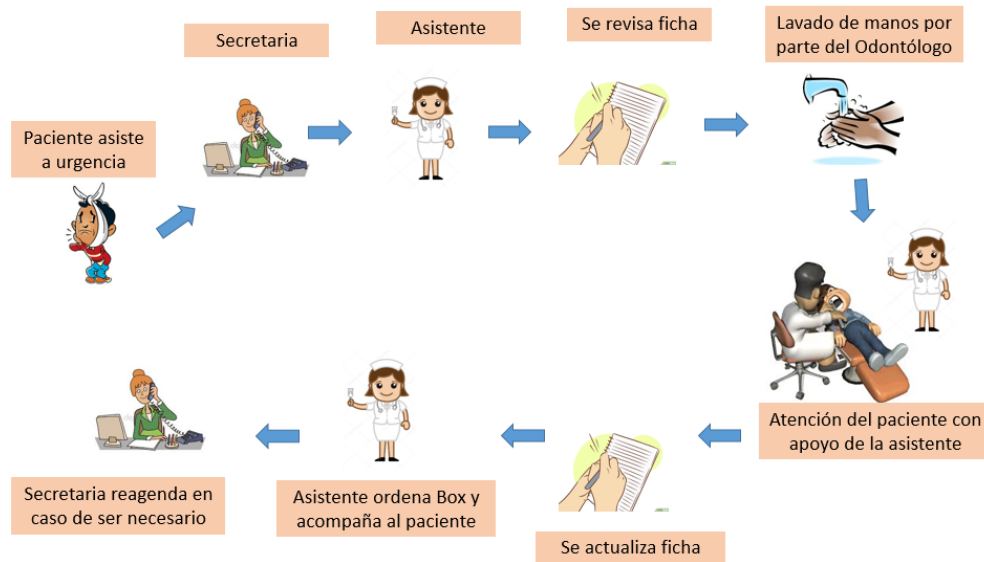 Secretaria
Asistente
Se revisa ficha
Lavado de manos por
parte del Odontólogo
Paciente asiste
a urgencia
Atención del paciente con
apoyo de la asistente
Se actualiza ficha
Asistente ordena Box y
acompaña al paciente
Secretaria reagenda en
caso de ser necesario